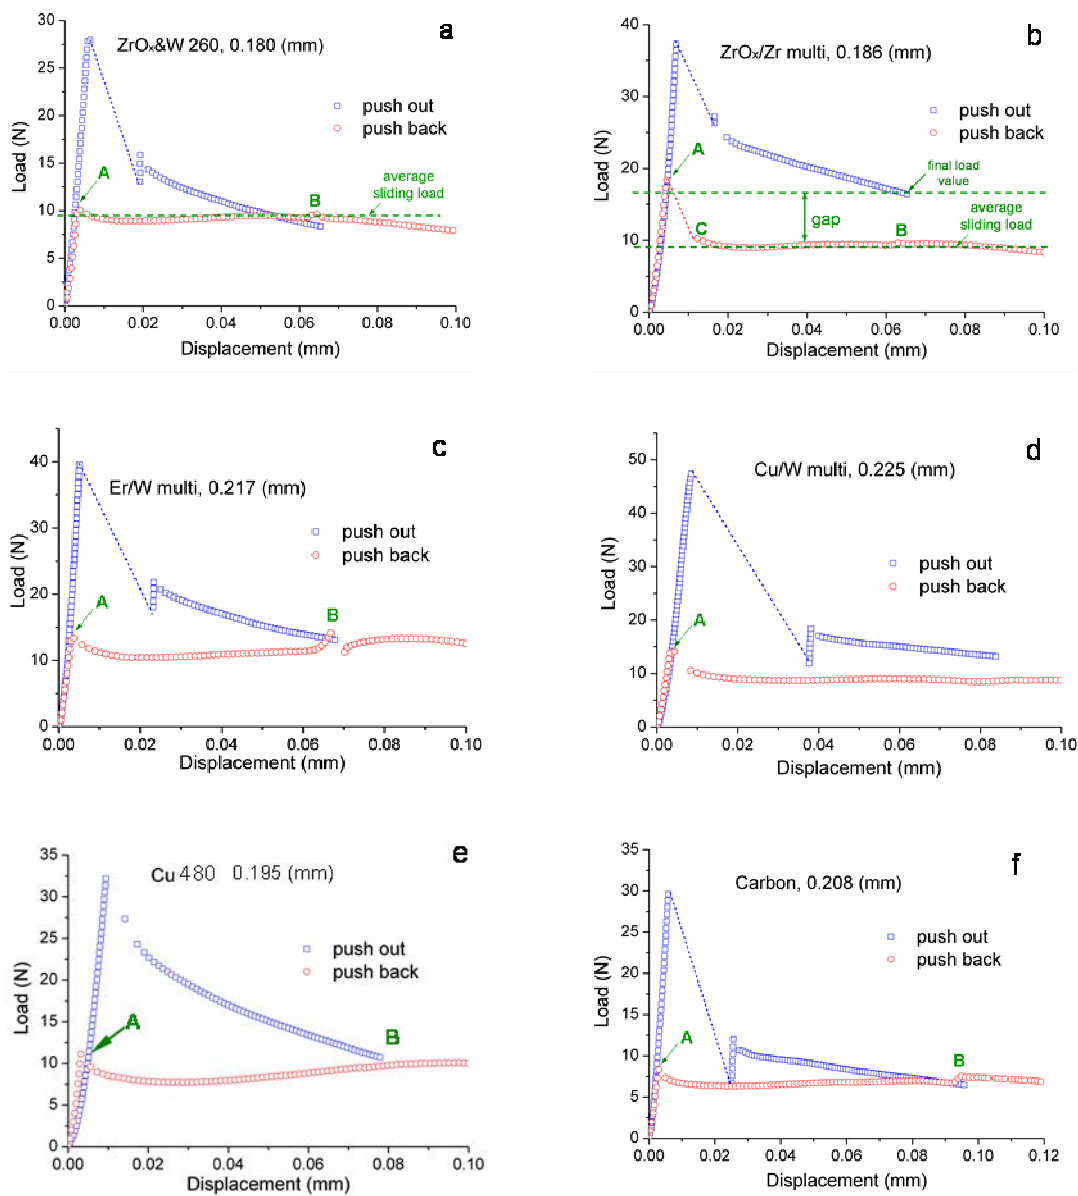 a
ZrOₓ&W 260, 0.180 (mm)
push out
push back
A
average
sliding load
B
Load (N)
30
25
20
15
10
5
0
0.00 0.02 0.04 0.06 0.08 0.10
Displacement (mm)
b
ZrOₓ/Zr multi, 0.186 (mm)
push out
push back
A
final load
value
average
sliding load
gap
C
B
Load (N)
40
30
20
10
0
0.00 0.02 0.04 0.06 0.08 0.10
Displacement (mm)
c
Er/W multi, 0.217 (mm)
push out
push back
A
B
Load (N)
40
30
20
10
0
0.00 0.02 0.04 0.06 0.08 0.10
Displacement (mm)
d
Cu/W multi, 0.225 (mm)
push out
push back
A
Load (N)
50
40
30
20
10
0
0.00 0.02 0.04 0.06 0.08 0.10
Displacement (mm)
e
Cu 480 0.195 (mm)
push out
push back
A
B
Load (N)
35
30
25
20
15
10
5
0
0.00 0.02 0.04 0.06 0.08 0.10
Displacement (mm)
f
Carbon, 0.208 (mm)
push out
push back
A
B
Load (N)
35
30
25
20
15
10
5
0
0.00 0.02 0.04 0.06 0.08 0.10 0.12
Displacement (mm)